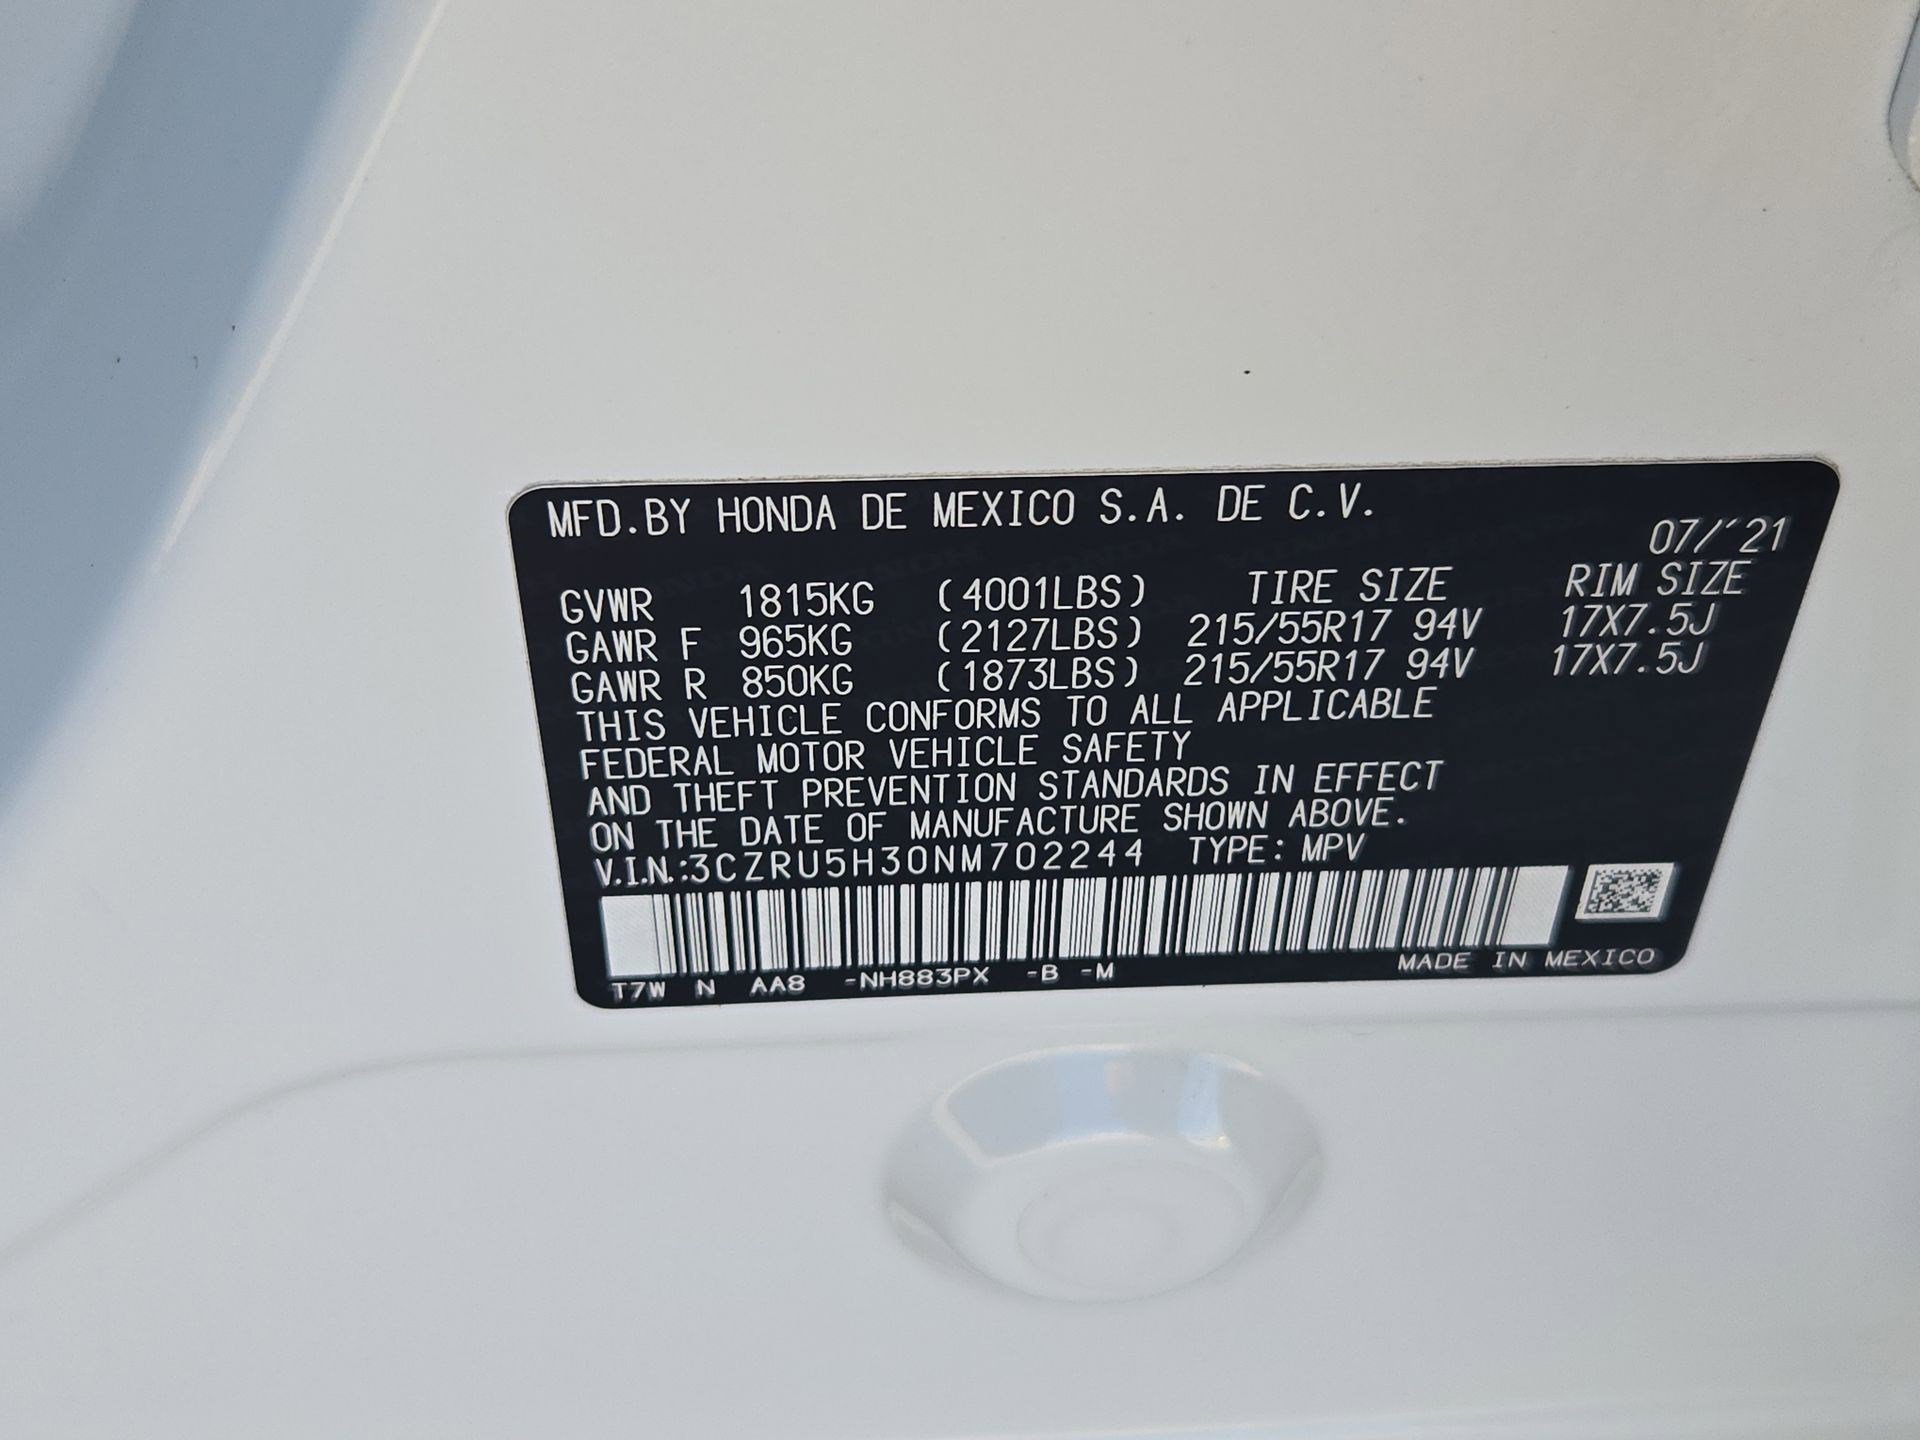 MFD.BY HONDA DE MEXICO S.A. DE C.V.
07/´21
GVWR 1815KG (4001LBS) TIRE SIZE RIM SIZE
GAWR F 965KG (2127LBS) 215/55R17 94V 17X7.5J
GAWR R 850KG (1873LBS) 215/55R17 94V 17X7.5J
THIS VEHICLE CONFORMS TO ALL APPLICABLE
FEDERAL MOTOR VEHICLE SAFETY
AND THEFT PREVENTION STANDARDS IN EFFECT
ON THE DATE OF MANUFACTURE SHOWN ABOVE.
V.I.N.:3CZRU5H30NM702244 TYPE: MPV
T7W N AA8 -NH883PX -B -M MADE IN MEXICO